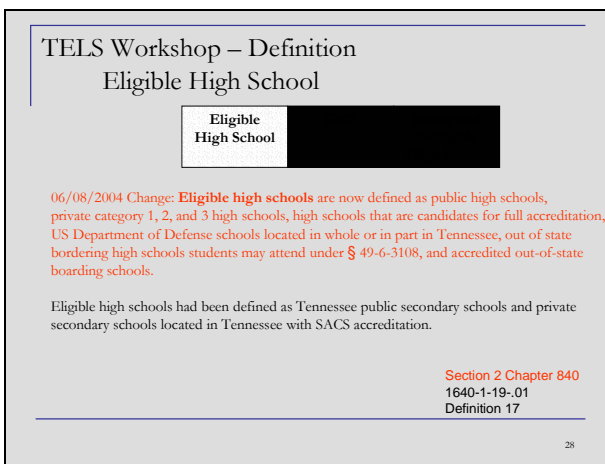 TELS Workshop – Definition
Eligible High School
Eligible
High School
06/08/2004 Change: Eligible high schools are now defined as public high schools,
private category 1, 2, and 3 high schools, high schools that are candidates for full accreditation,
US Department of Defense schools located in whole or in part in Tennessee, out of state
bordering high schools students may attend under § 49-6-3108, and accredited out-of-state
boarding schools.
Eligible high schools had been defined as Tennessee public secondary schools and private
secondary schools located in Tennessee with SACS accreditation.
Section 2 Chapter 840
1640-1-19-.01
Definition 17
28